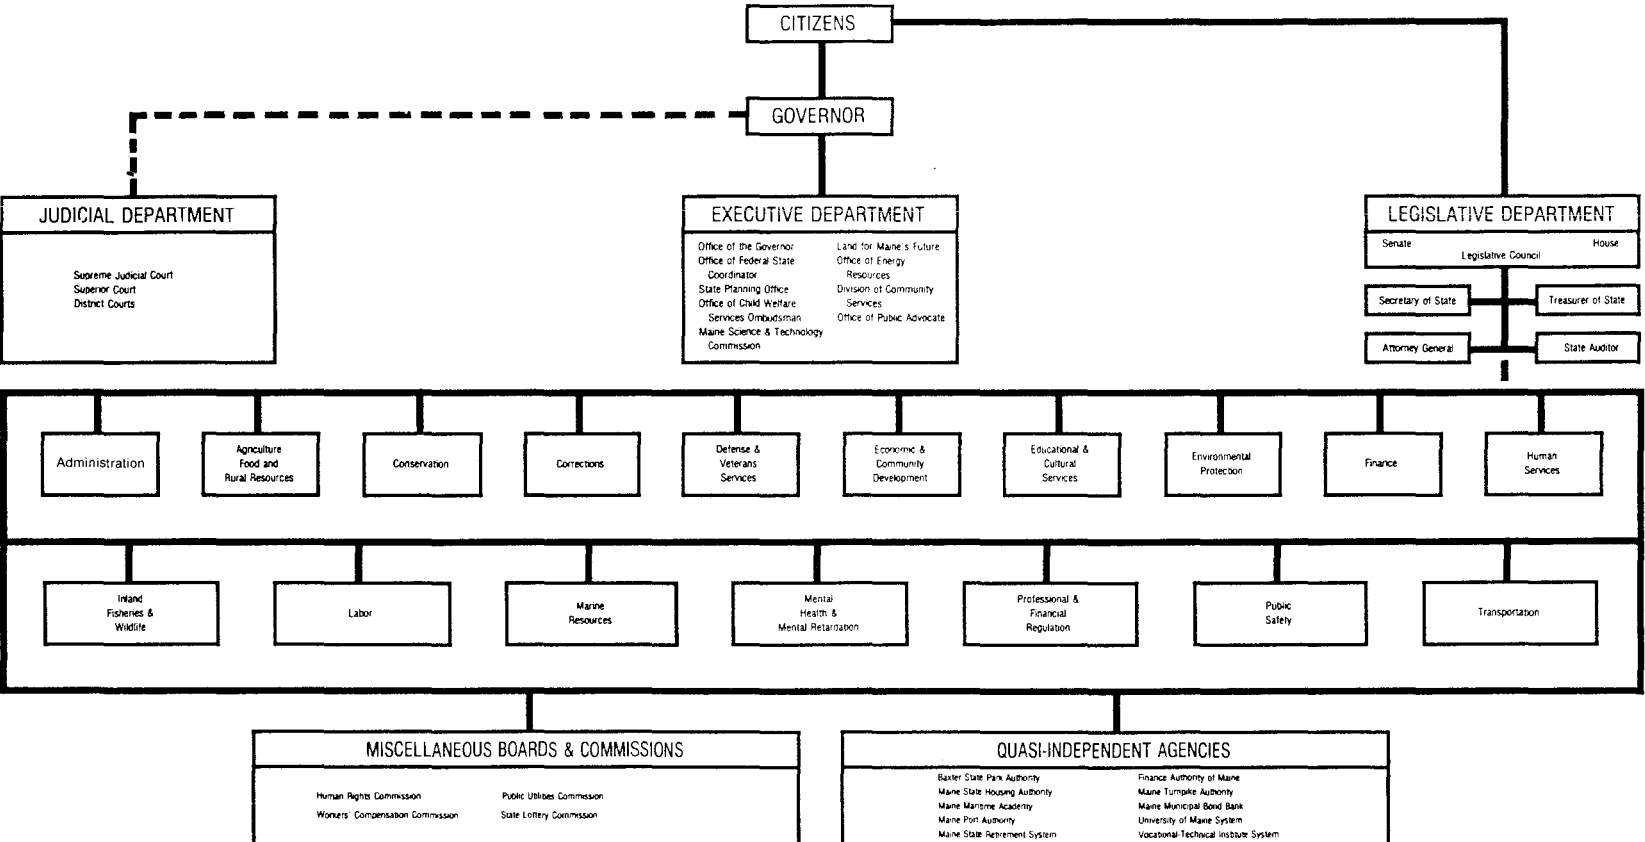 CITIZENS
GOVERNOR
JUDICIAL DEPARTMENT
Supreme Judicial Court
Superior Court
District Courts
EXECUTIVE DEPARTMENT
Office of the Governor
Office of Federal State
Coordinator
State Planning Office
Office of Child Welfare
Services Ombudsman
Maine Science & Technology
Commission
Land for Maine's Future
Office of Energy
Resources
Division of Community
Services
Office of Public Advocate
LEGISLATIVE DEPARTMENT
Senate House
Legislative Council
Secretary of State
Treasurer of State
Attorney General
State Auditor
Administration
Agriculture
Food and
Rural Resources
Conservation
Corrections
Defense &
Veterans
Services
Economic &
Community
Development
Educational &
Cultural
Services
Environmental
Protection
Finance
Human
Services
Inland
Fisheries &
Wildlife
Labor
Marine
Resources
Mental
Health &
Mental Retardation
Professional &
Financial
Regulation
Public
Safety
Transportation
MISCELLANEOUS BOARDS & COMMISSIONS
Human Rights Commission
Workers' Compensation Commission
Public Utilities Commission
State Lottery Commission
QUASI-INDEPENDENT AGENCIES
Baxter State Park Authority
Maine State Housing Authority
Maine Maritime Academy
Maine Port Authority
Maine State Retirement System
Finance Authority of Maine
Maine Turnpike Authority
Maine Municipal Bond Bank
University of Maine System
Vocational-Technical Institute System